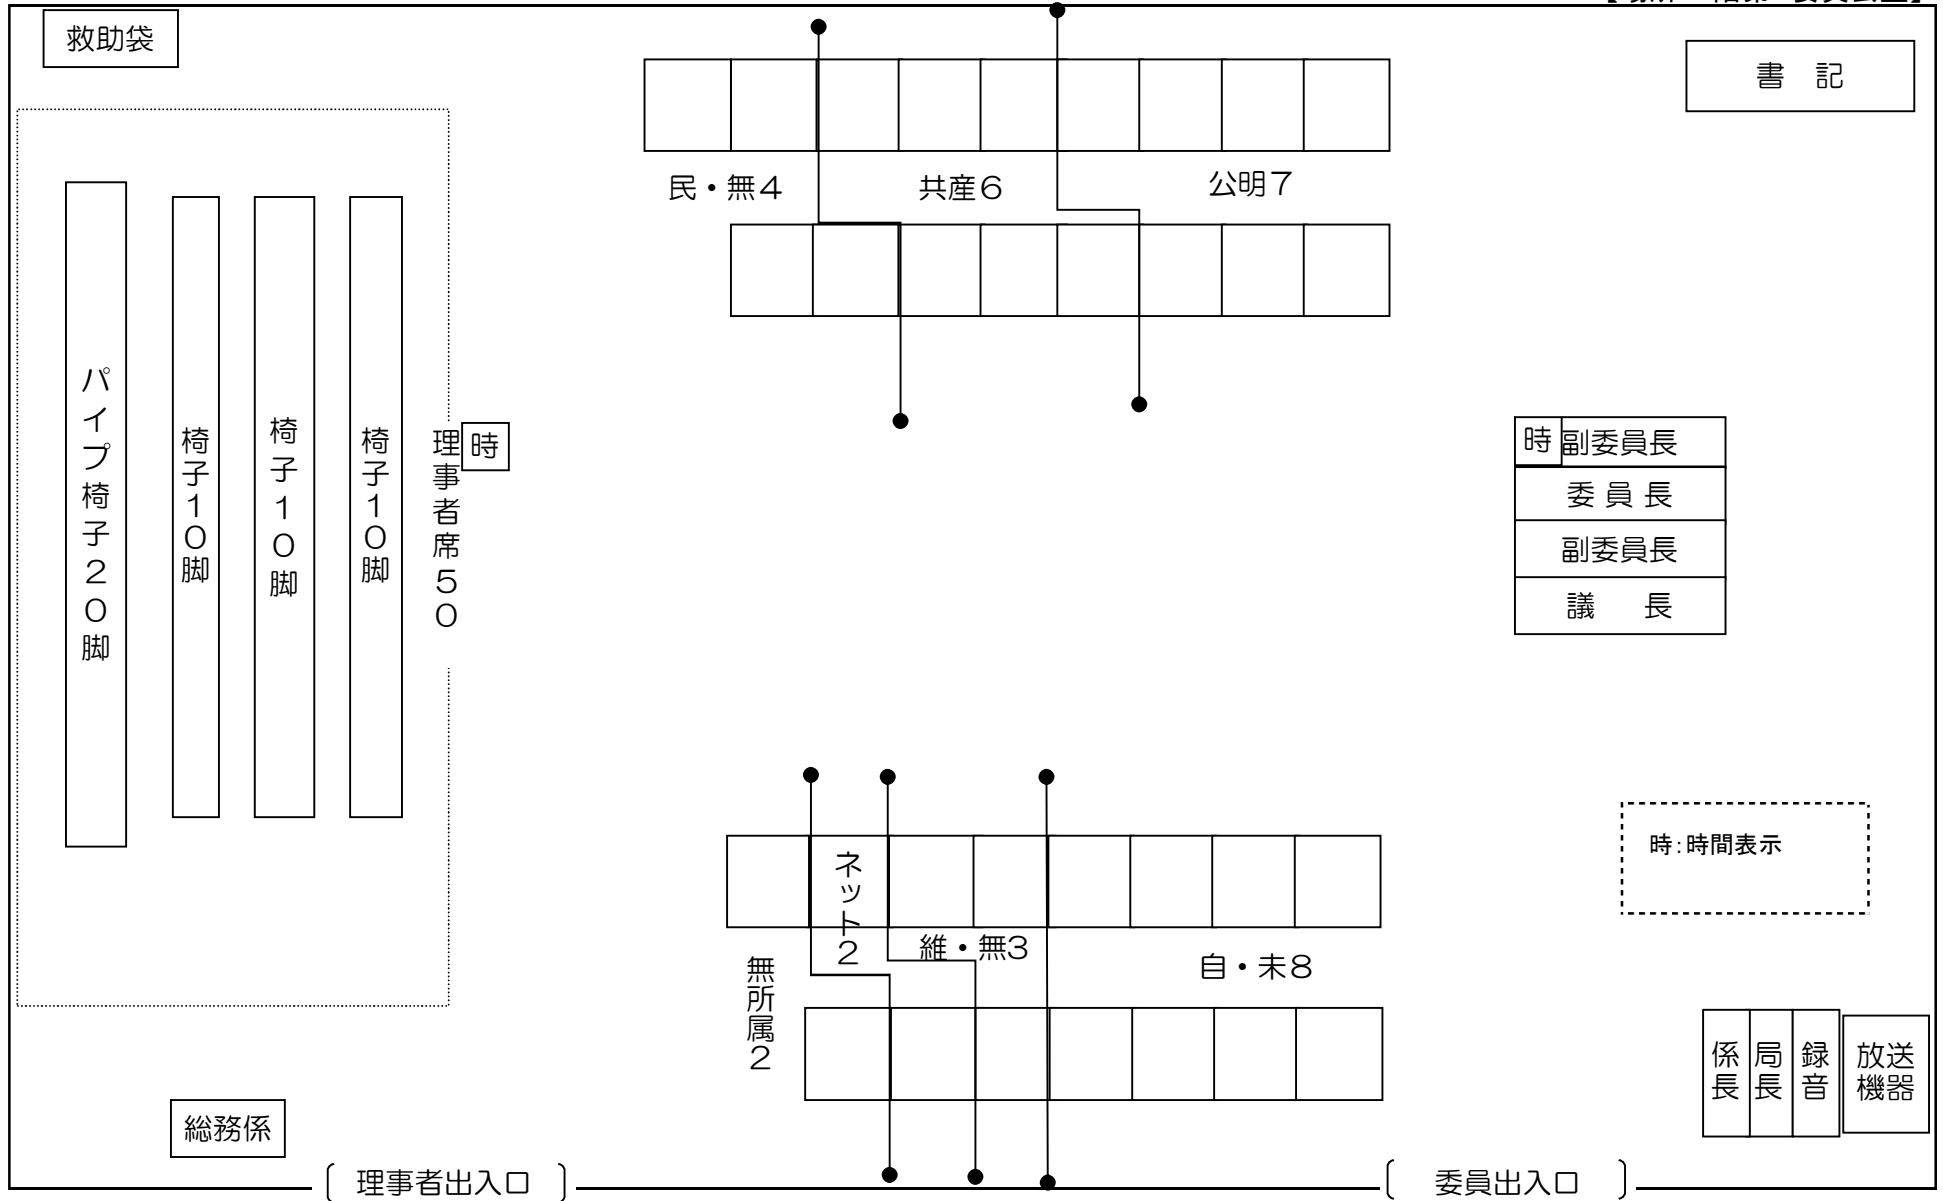 救助袋
書　記
民・無４
共産６
公明７
パイプ椅子２０脚
椅子１０脚
椅子１０脚
椅子１０脚
理事者席５０
時
時
副委員長
委 員 長
副委員長
議　　長
時：時間表示
ネット２
維・無３
自・未８
無所属２
係長
局長
録音
放送
機器
総務係
理事者出入口
委員出入口